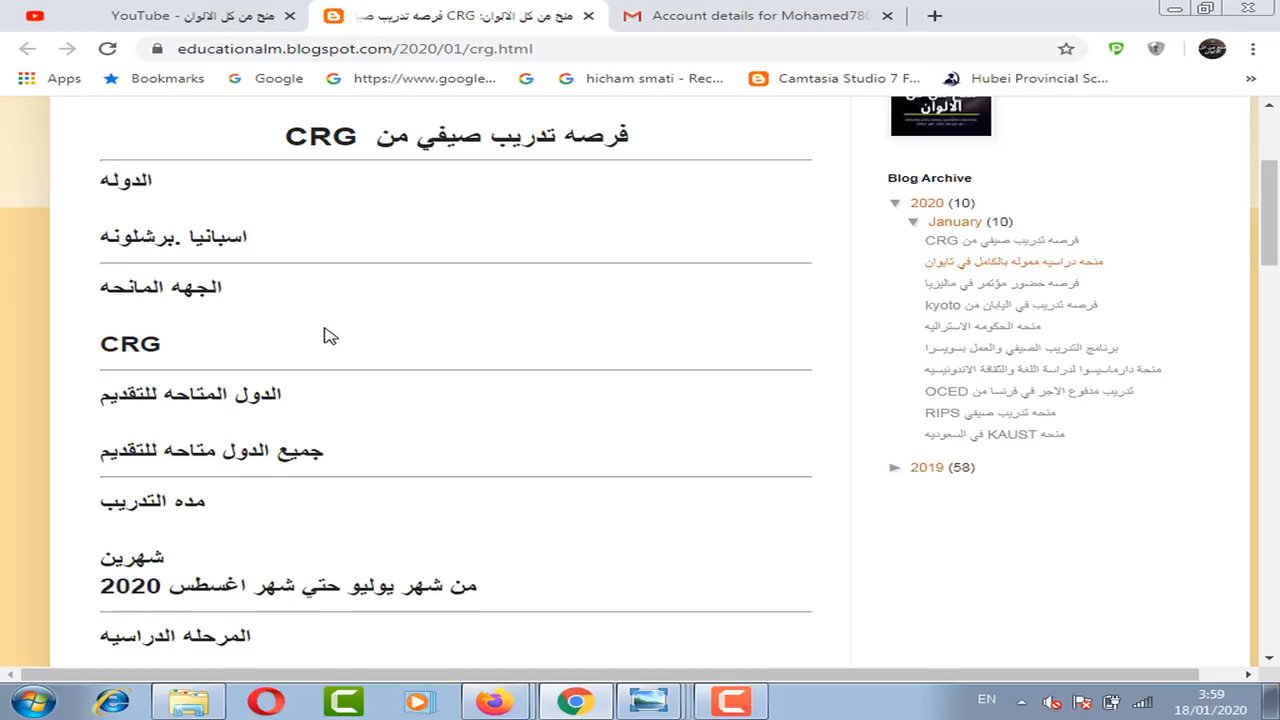 منح من كل الالوان - YouTube
منح من كل الالوان: CRG فرصه تدريب صيا
Account details for Mohamed780
educationalm.blogspot.com/2020/01/crg.html
Apps
Bookmarks
Google
https://www.google...
hicham smati - Rec...
Camtasia Studio 7 F...
Hubei Provincial Sc...
»
فرصه تدريب صيفي من CRG
الدوله
اسبانيا .برشلونه
الجهه المانحه
CRG
الدول المتاحه للتقديم
جميع الدول متاحه للتقديم
مده التدريب
شهرين
من شهر يوليو حتي شهر اغسطس 2020
المرحله الدراسيه
الالوان
Blog Archive
▼ 2020 (10)
▼ January (10)
فرصه تدريب صيفي من CRG
منحه دراسيه مموله بالكامل في تايوان
فرصه حضور مؤتمر في ماليزيا
فرصه تدريب في اليابان من kyoto
منحه الحكومه الاستراليه
برنامج التدريب الصيفي والعمل بسويسرا
منحة دارماسيسوا لدراسة اللغة والثقافة الاندونيسيه
تدريب مدفوع الاجر في فرنسا من OCED
منحه تدريب صيفي RIPS
منحه KAUST في السعوديه
► 2019 (58)
EN
3:59
18/01/2020